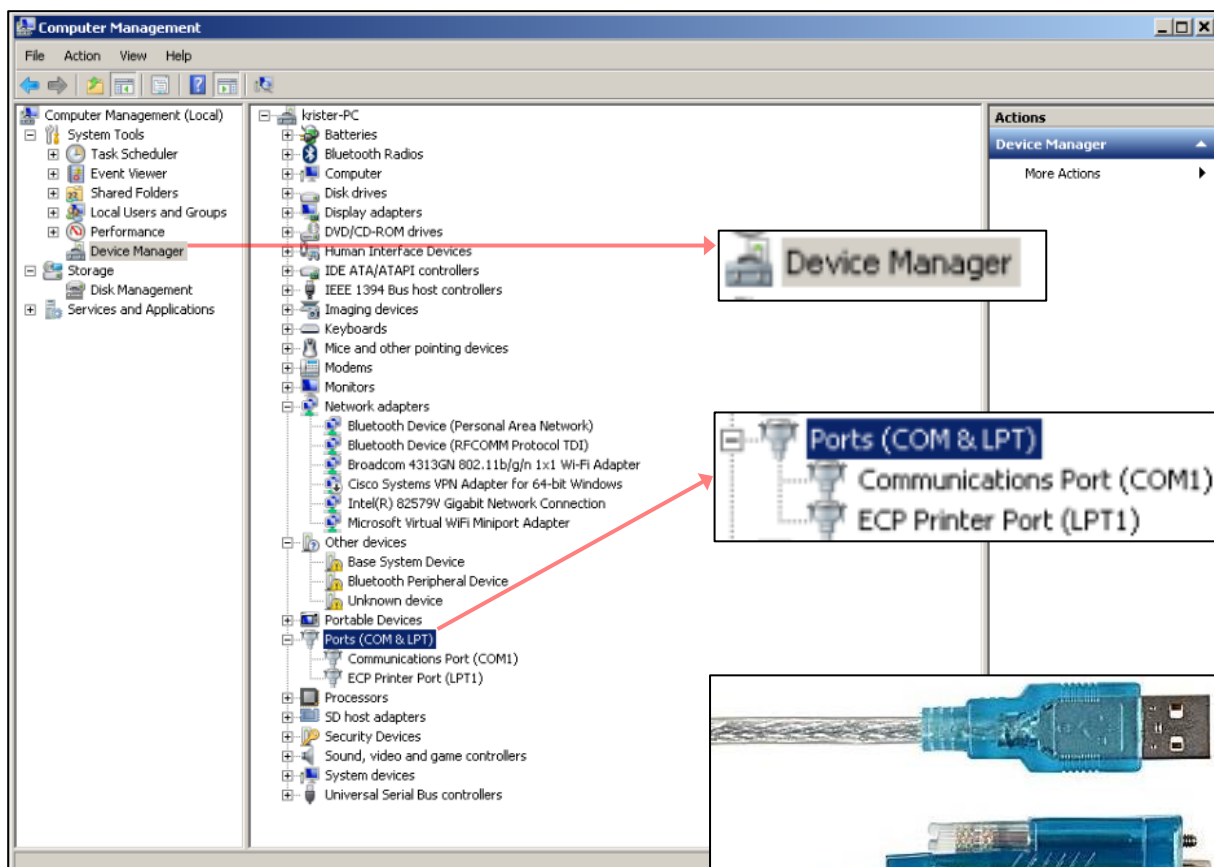 Computer Management
File Action View Help
Computer Management (Local)
System Tools
Task Scheduler
Event Viewer
Shared Folders
Local Users and Groups
Performance
Device Manager
Storage
Disk Management
Services and Applications
krister-PC
Batteries
Bluetooth Radios
Computer
Disk drives
Display adapters
DVD/CD-ROM drives
Human Interface Devices
IDE ATA/ATAPI controllers
IEEE 1394 Bus host controllers
Imaging devices
Keyboards
Mice and other pointing devices
Modems
Monitors
Network adapters
Bluetooth Device (Personal Area Network)
Bluetooth Device (RFCOMM Protocol TDI)
Broadcom 4313GN 802.11b/g/n 1x1 Wi-Fi Adapter
Cisco Systems VPN Adapter for 64-bit Windows
Intel(R) 82579V Gigabit Network Connection
Microsoft Virtual WiFi Miniport Adapter
Other devices
Base System Device
Bluetooth Peripheral Device
Unknown device
Portable Devices
Ports (COM & LPT)
Communications Port (COM1)
ECP Printer Port (LPT1)
Processors
SD host adapters
Security Devices
Sound, video and game controllers
System devices
Universal Serial Bus controllers
Actions
Device Manager
More Actions
Device Manager
Ports (COM & LPT)
Communications Port (COM1)
ECP Printer Port (LPT1)